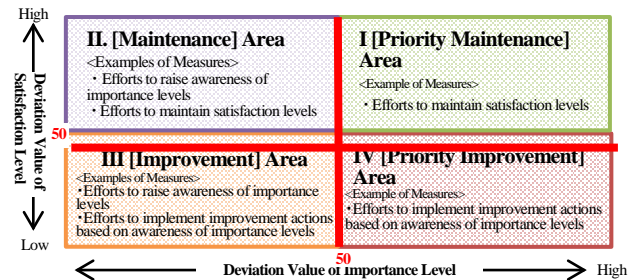 High
Deviation Value of
Satisfaction Level
Low
50
II. [Maintenance] Area
<Examples of Measures>
・Efforts to raise awareness of
importance levels
・Efforts to maintain satisfaction levels
I [Priority Maintenance]
Area
<Example of Measures>
・Efforts to maintain satisfaction levels
III [Improvement] Area
<Examples of Measures>
・Efforts to raise awareness of importance
levels
・Efforts to implement improvement actions
based on awareness of importance levels
IV [Priority Improvement]
Area
<Example of Measures>
・Efforts to implement improvement actions
based on awareness of importance levels
50
Deviation Value of Importance Level
High